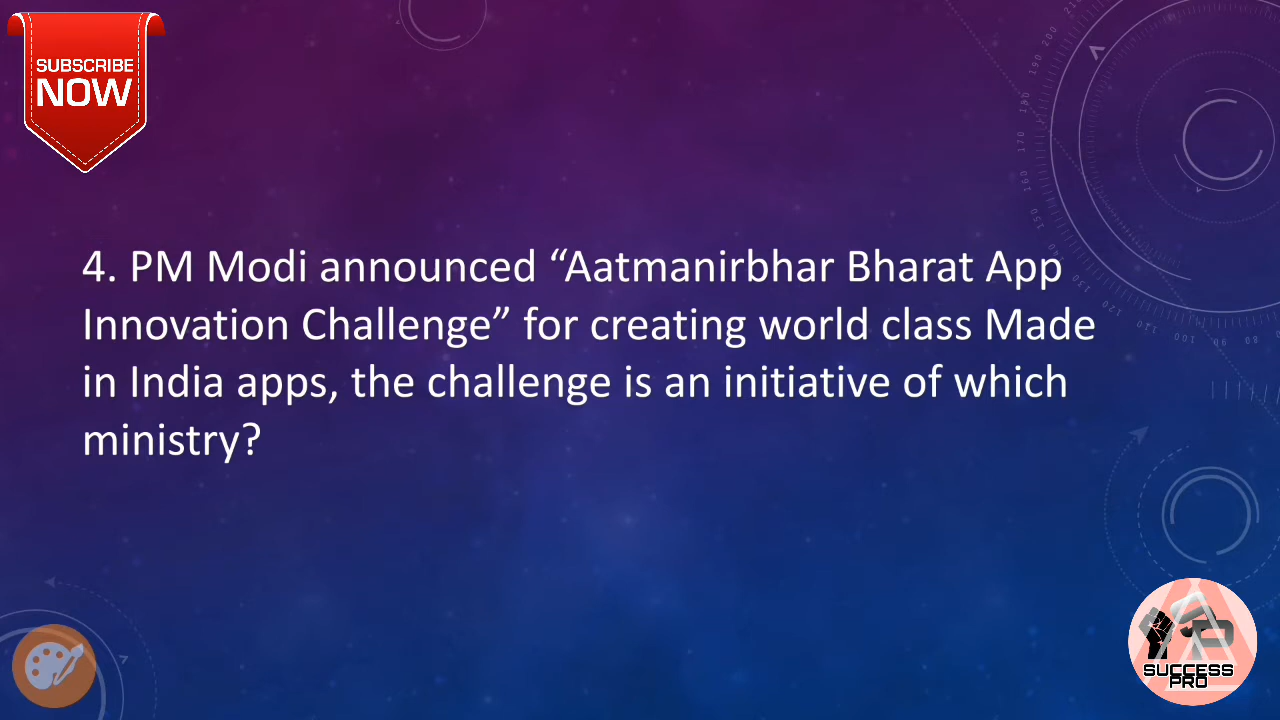 SUBSCRIBE
NOW
4. PM Modi announced “Aatmanirbhar Bharat App
Innovation Challenge” for creating world class Made
in India apps, the challenge is an initiative of which
ministry?
SUCCESS
PRO